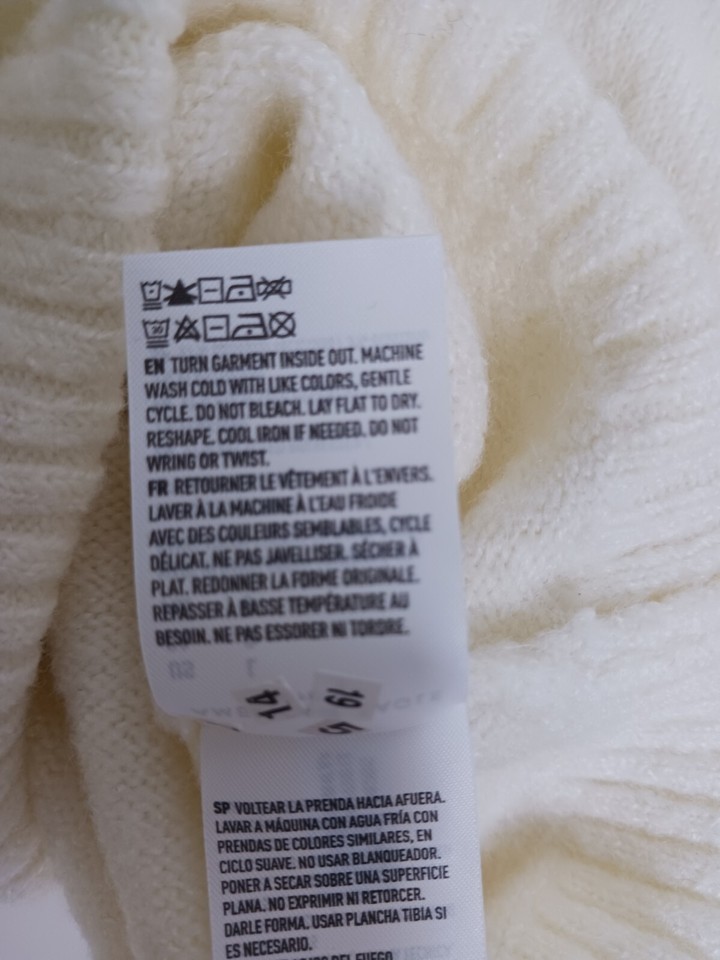 EN TURN GARMENT INSIDE OUT. MACHINE
WASH COLD WITH LIKE COLORS, GENTLE
CYCLE. DO NOT BLEACH. LAY FLAT TO DRY.
RESHAPE. COOL IRON IF NEEDED. DO NOT
WRING OR TWIST.
FR RETOURNER LE VÊTEMENT À L'ENVERS.
LAVER À LA MACHINE À L'EAU FROIDE
AVEC DES COULEURS SEMBLABLES, CYCLE
DÉLICAT. NE PAS JAVELLISER. SÉCHER À
PLAT. REDONNER LA FORME ORIGINALE.
REPASSER À BASSE TEMPÉRATURE AU
BESOIN. NE PAS ESSORER NI TORDRE.
14 19
SP VOLTEAR LA PRENDA HACIA AFUERA.
LAVAR A MÁQUINA CON AGUA FRÍA CON
PRENDAS DE COLORES SIMILARES, EN
CICLO SUAVE. NO USAR BLANQUEADOR.
PONER A SECAR SOBRE UNA SUPERFICIE
PLANA. NO EXPRIMIR NI RETORCER.
DARLE FORMA. USAR PLANCHA TIBIA SI
ES NECESARIO.
DEL FUEGO